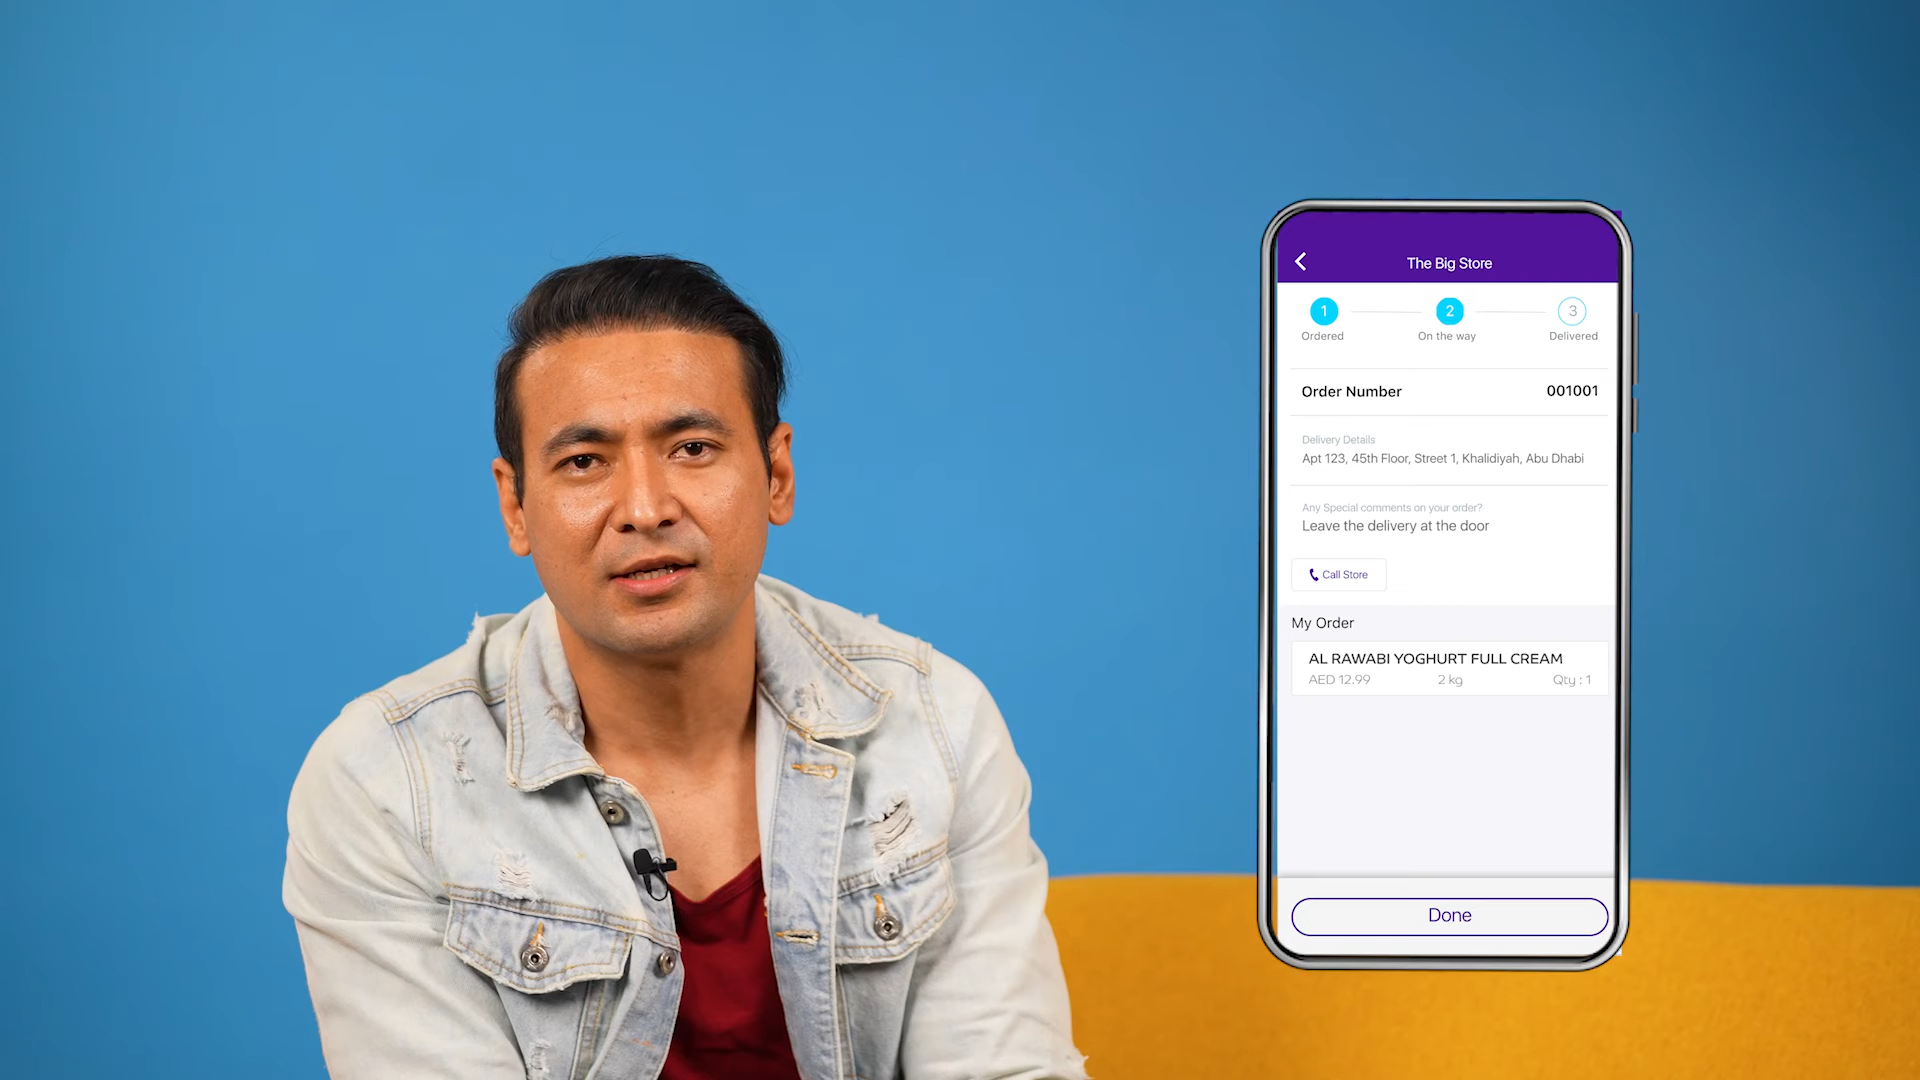 The Big Store
1 2 3
Ordered On the way Delivered
Order Number 001001
Delivery Details
Apt 123, 45th Floor, Street 1, Khalidiyah, Abu Dhabi
Any Special comments on your order?
Leave the delivery at the door
Call Store
My Order
AL RAWABI YOGHURT FULL CREAM
AED 12.99 2 kg Qty : 1
Done